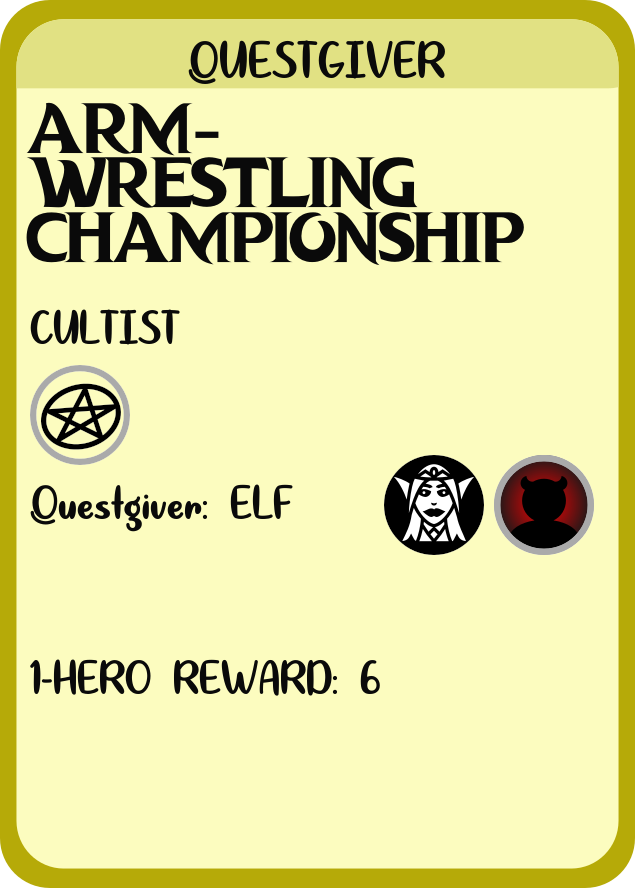 QUESTGIVER
ARM-
WRESTLING
CHAMPIONSHIP
CULTIST
Questgiver: ELF
1-HERO REWARD: 6